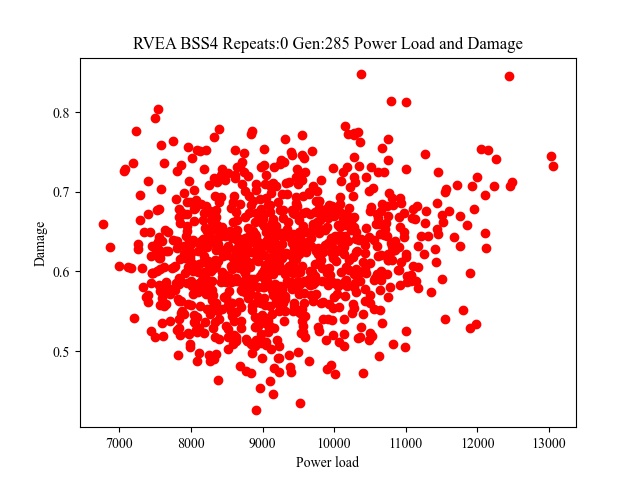 RVEA BSS4 Repeats:0 Gen:285 Power Load and Damage
0.8
0.7
0.6
0.5
Damage
7000 8000 9000 10000 11000 12000 13000
Power load